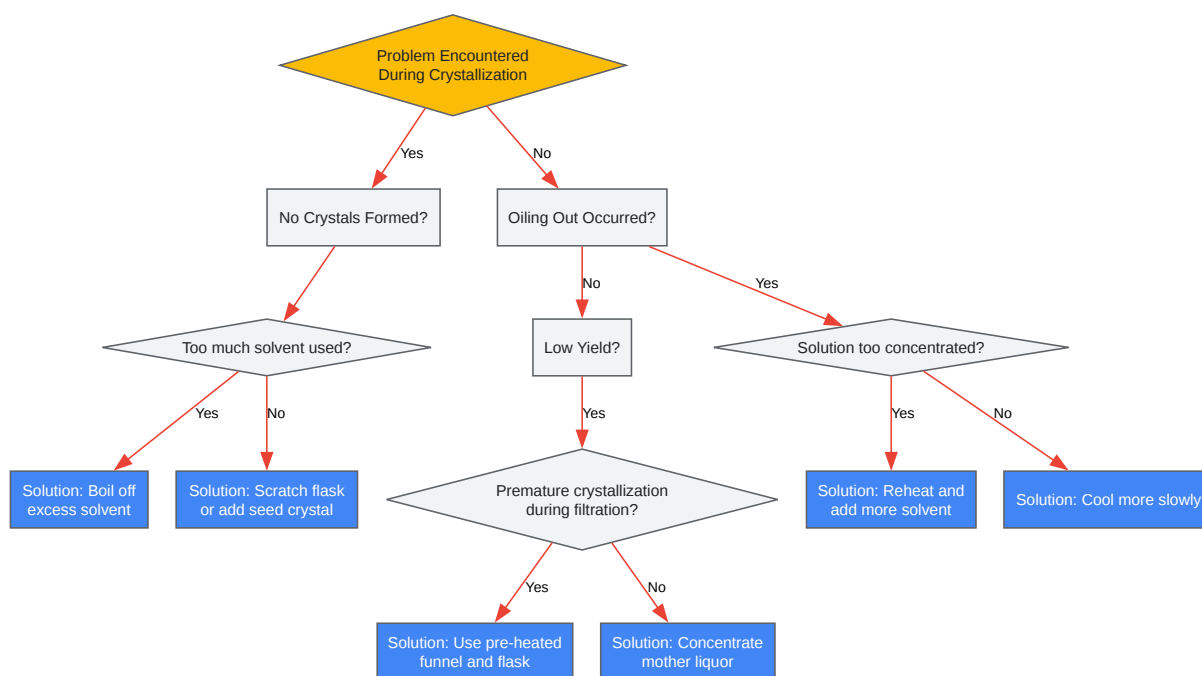 Problem Encountered
During Crystallization
Yes
No
No Crystals Formed?
Oiling Out Occurred?
No
Yes
Too much solvent used?
Low Yield?
Solution too concentrated?
Yes
No
Yes
Yes
No
Solution: Boil off
excess solvent
Solution: Scratch flask
or add seed crystal
Premature crystallization
during filtration?
Solution: Reheat and
add more solvent
Solution: Cool more slowly
Yes
No
Solution: Use pre-heated
funnel and flask
Solution: Concentrate
mother liquor